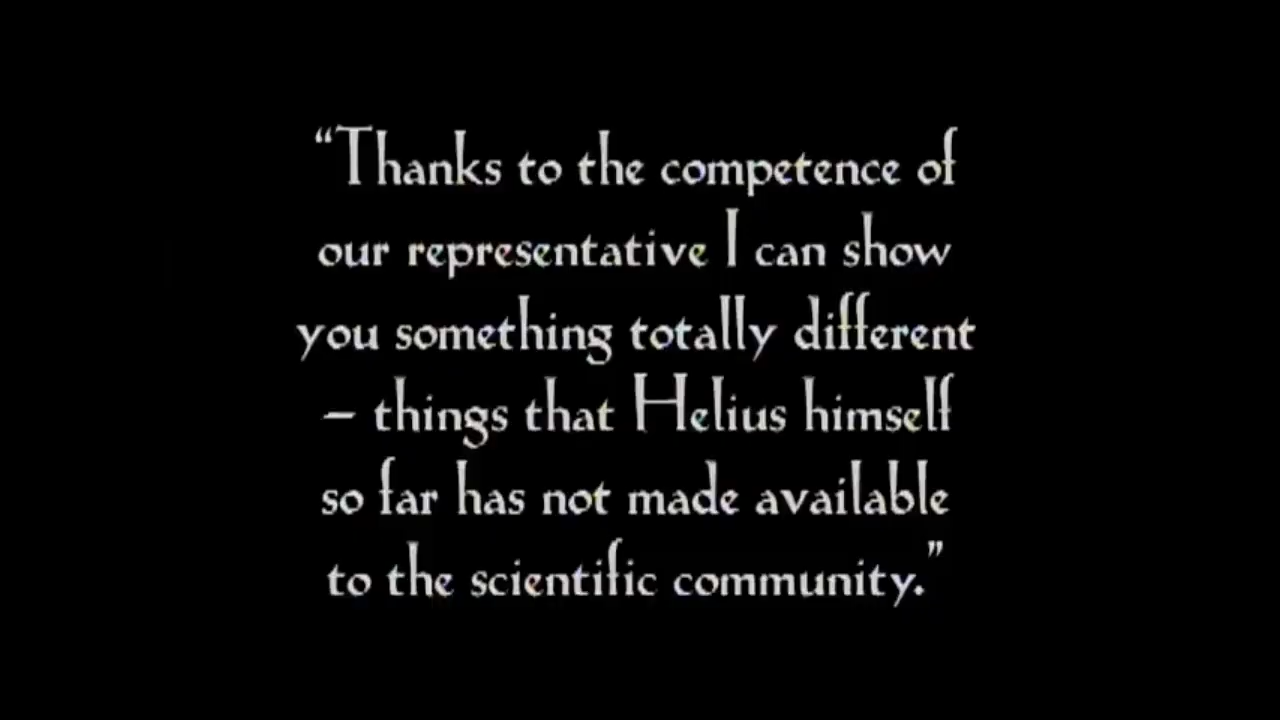 “Thanks to the competence of
our representative I can show
you something totally different
– things that Helius himself
so far has not made available
to the scientific community.”